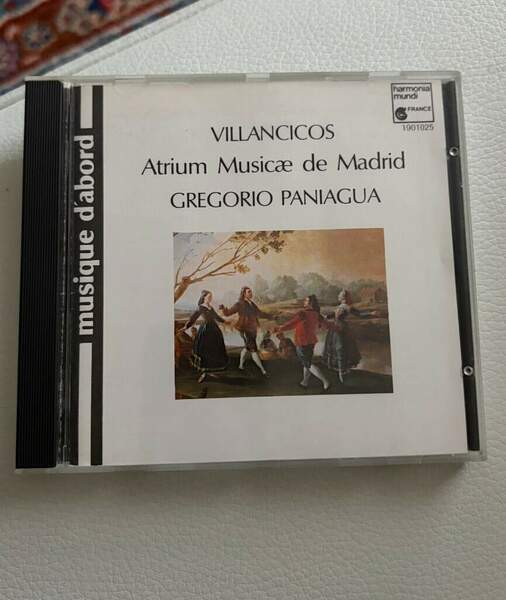 musique d'abord
VILLANCICOS
Atrium Musicæ de Madrid
GREGORIO PANIAGUA
harmonia
mundi
FRANCE
1901025